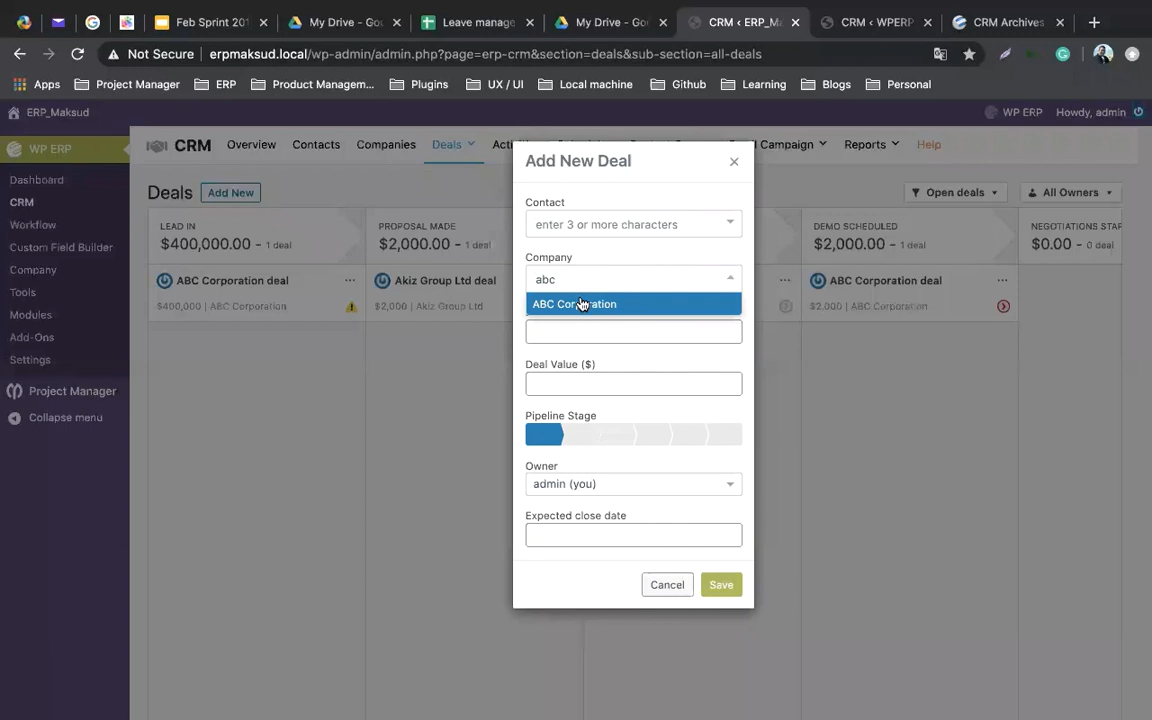 Feb Sprint 201
My Drive - Goo
Leave manage
My Drive - Goo
CRM ‹ ERP_Ma
CRM ‹ WPERP
CRM Archives
Not Secure erpmaksud.local/wp-admin/admin.php?page=erp-crm&section=deals&sub-section=all-deals
Apps Project Manager ERP Product Managem... Plugins UX / UI Local machine Github Learning Blogs Personal
ERP_Maksud WP ERP Howdy, admin
WP ERP
Dashboard
CRM
Workflow
Custom Field Builder
Company
Tools
Modules
Add-Ons
Settings
Project Manager
Collapse menu
CRM Overview Contacts Companies Deals Campaign Reports Help
Deals Add New Open deals All Owners
LEAD IN
$400,000.00 - 1 deal
ABC Corporation deal ...
$400,000 | ABC Corporation
PROPOSAL MADE
$2,000.00 - 1 deal
Akiz Group Ltd deal
$2,000 | Akiz Group Ltd
DEMO SCHEDULED
$2,000.00 - 1 deal
ABC Corporation deal ...
$2,000 | ABC Corporation
NEGOTIATIONS
$0.00 - 0 deal
Add New Deal ×
Contact
enter 3 or more characters
Company
abc
ABC Corporation
Deal Value ($)
Pipeline Stage
Owner
admin (you)
Expected close date
Cancel Save